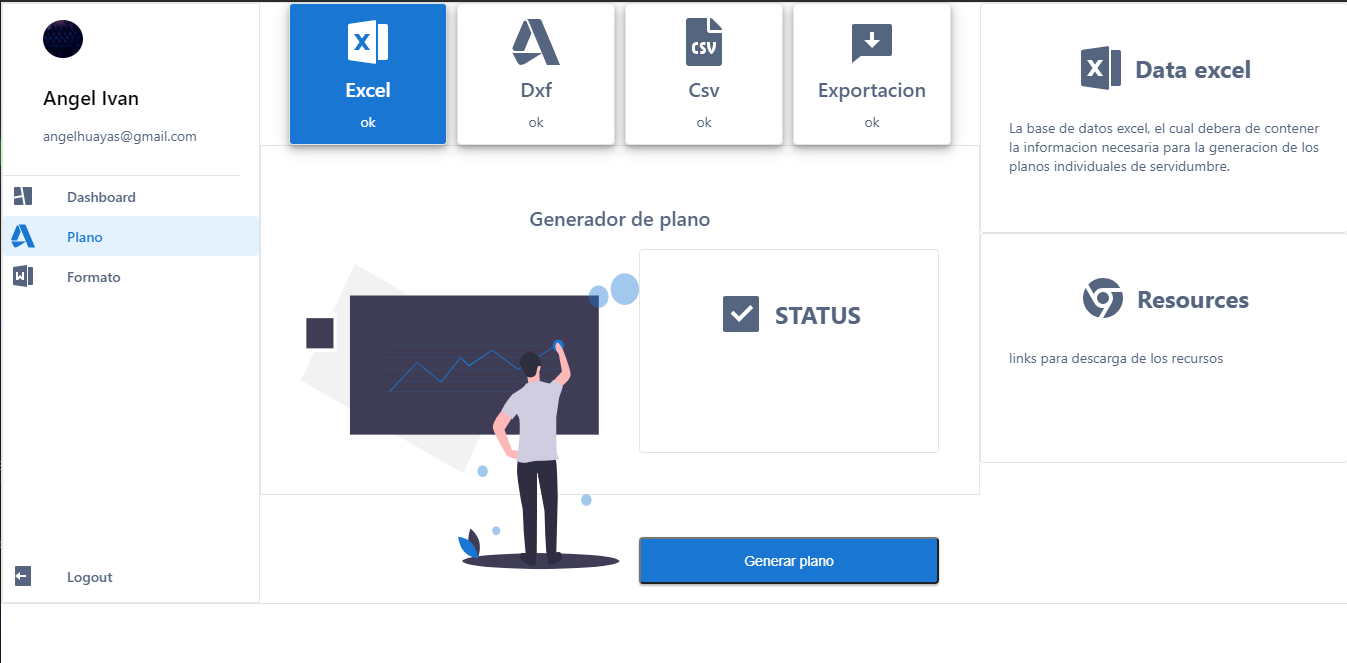 Angel Ivan
angelhuayas@gmail.com
Dashboard
Plano
Formato
Logout
X
Excel
ok
Dxf
ok
CSV
Csv
ok
Exportacion
ok
Generador de plano
STATUS
Generar plano
X
Data excel
La base de datos excel, el cual debera de contener
la informacion necesaria para la generacion de los
planos individuales de servidumbre.
Resources
links para descarga de los recursos